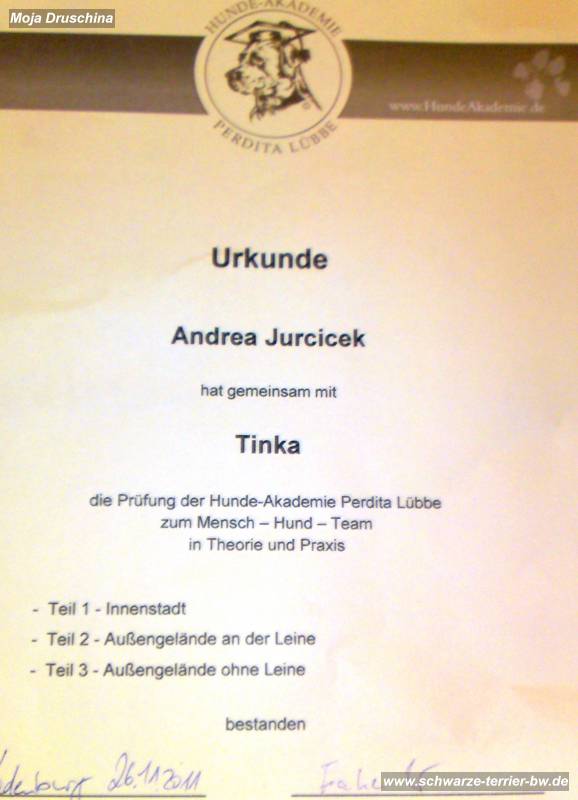 Moja Druschina
HUNDE-AKADEMIE
PERDITA LÜBBE
www.HundeAkademie.de
Urkunde
Andrea Jurcicek
hat gemeinsam mit
Tinka
die Prüfung der Hunde-Akademie Perdita Lübbe
zum Mensch – Hund – Team
in Theorie und Praxis
- Teil 1 - Innenstadt
- Teil 2 - Außengelände an der Leine
- Teil 3 - Außengelände ohne Leine
bestanden
26.11.2011
www.schwarze-terrier-bw.de